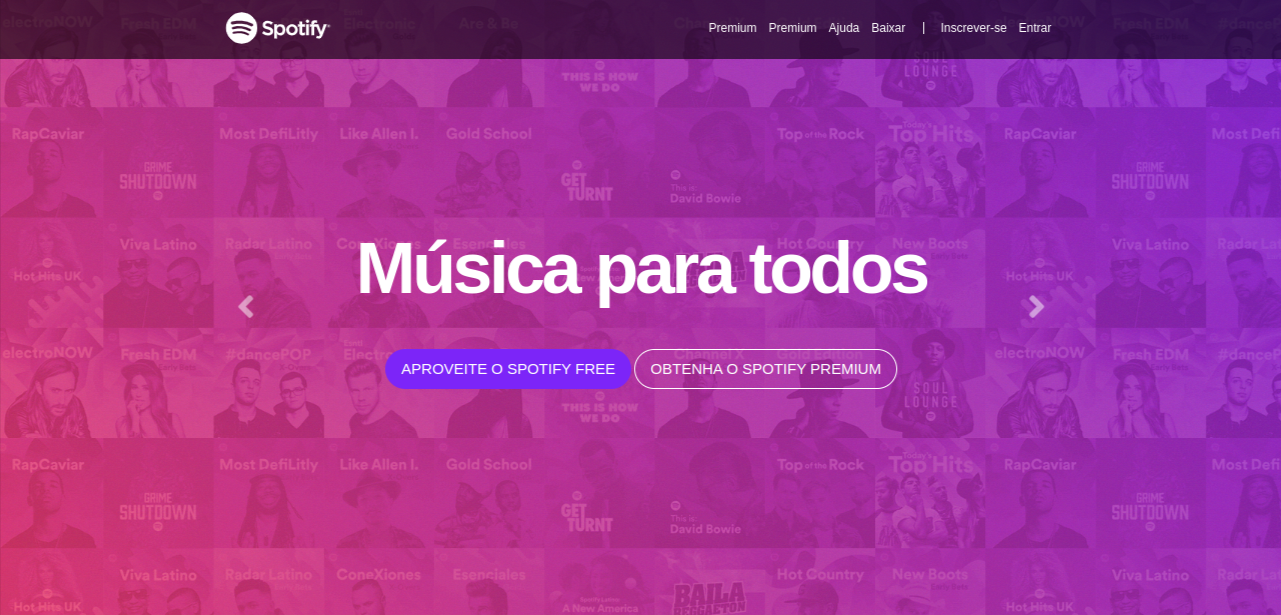 Spotify
Premium Premium Ajuda Baixar | Inscrever-se Entrar
electroNOW Fresh EDM Electronic Are & Be Fresh EDM
THIS IS HOW
WE DO
SOUL
LOUNGE
RapCaviar Most DefiLitly Like Allen I. Gold School Top of the Rock Today's Top Hits RapCaviar Most Defi
GRIME
SHUTDOWN
GET
TURNT
This is:
David Bowie
GRIME
SHUTDOWN
Viva Latino Radar Latino ConeXiones Esenciales Hot Country New Boots Viva Latino Radar La
Hot Hits UK
Hot Hits UK
Música para todos
electroNOW Fresh EDM #dancePOP Electro Channel X Gold Edition electroNOW Fresh EDM #danceP
APROVEITE O SPOTIFY FREE OBTENHA O SPOTIFY PREMIUM
THIS IS HOW
WE DO
SOUL
LOUNGE
RapCaviar Most DefiLitly Like Allen I. Gold School Top of the Rock Today's Top Hits RapCaviar Most Defi
GRIME
SHUTDOWN
GET
TURNT
This is:
David Bowie
GRIME
SHUTDOWN
Viva Latino Radar Latino ConeXiones Esenciales Hot Country New Boots Viva Latino Radar La
Hot Hits UK
A New America
BAILA
REGGAETON
Hot Hits UK